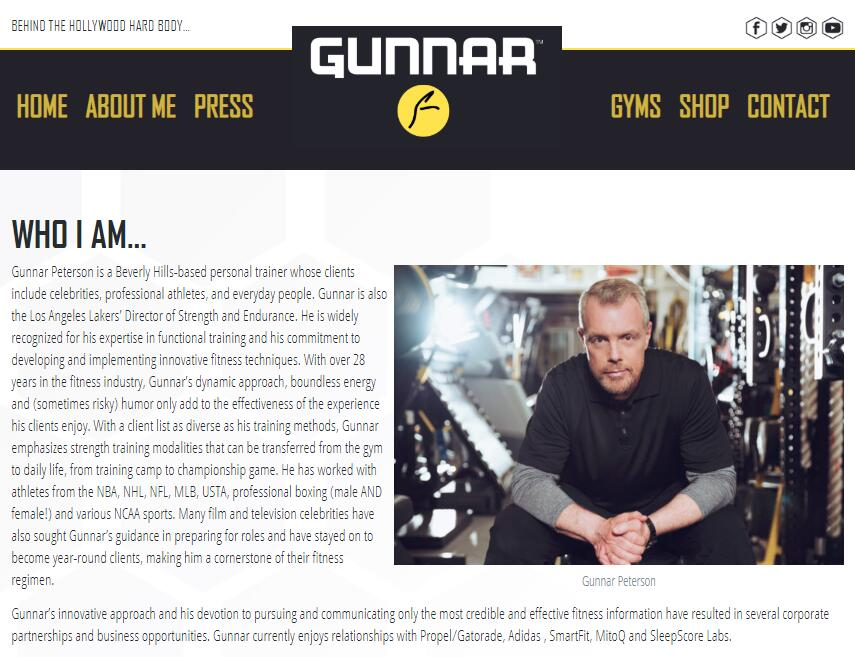 BEHIND THE HOLLYWOOD HARD BODY...
GUNNAR™
HOME ABOUT ME PRESS
GYMS SHOP CONTACT
WHO I AM...
Gunnar Peterson is a Beverly Hills-based personal trainer whose clients
include celebrities, professional athletes, and everyday people. Gunnar is also
the Los Angeles Lakers’ Director of Strength and Endurance. He is widely
recognized for his expertise in functional training and his commitment to
developing and implementing innovative fitness techniques. With over 28
years in the fitness industry, Gunnar’s dynamic approach, boundless energy
and (sometimes risky) humor only add to the effectiveness of the experience
his clients enjoy. With a client list as diverse as his training methods, Gunnar
emphasizes strength training modalities that can be transferred from the gym
to daily life, from training camp to championship game. He has worked with
athletes from the NBA, NHL, NFL, MLB, USTA, professional boxing (male AND
female!) and various NCAA sports. Many film and television celebrities have
also sought Gunnar’s guidance in preparing for roles and have stayed on to
become year-round clients, making him a cornerstone of their fitness
regimen.
Gunnar Peterson
Gunnar’s innovative approach and his devotion to pursuing and communicating only the most credible and effective fitness information have resulted in several corporate
partnerships and business opportunities. Gunnar currently enjoys relationships with Propel/Gatorade, Adidas , SmartFit, MitoQ and SleepScore Labs.